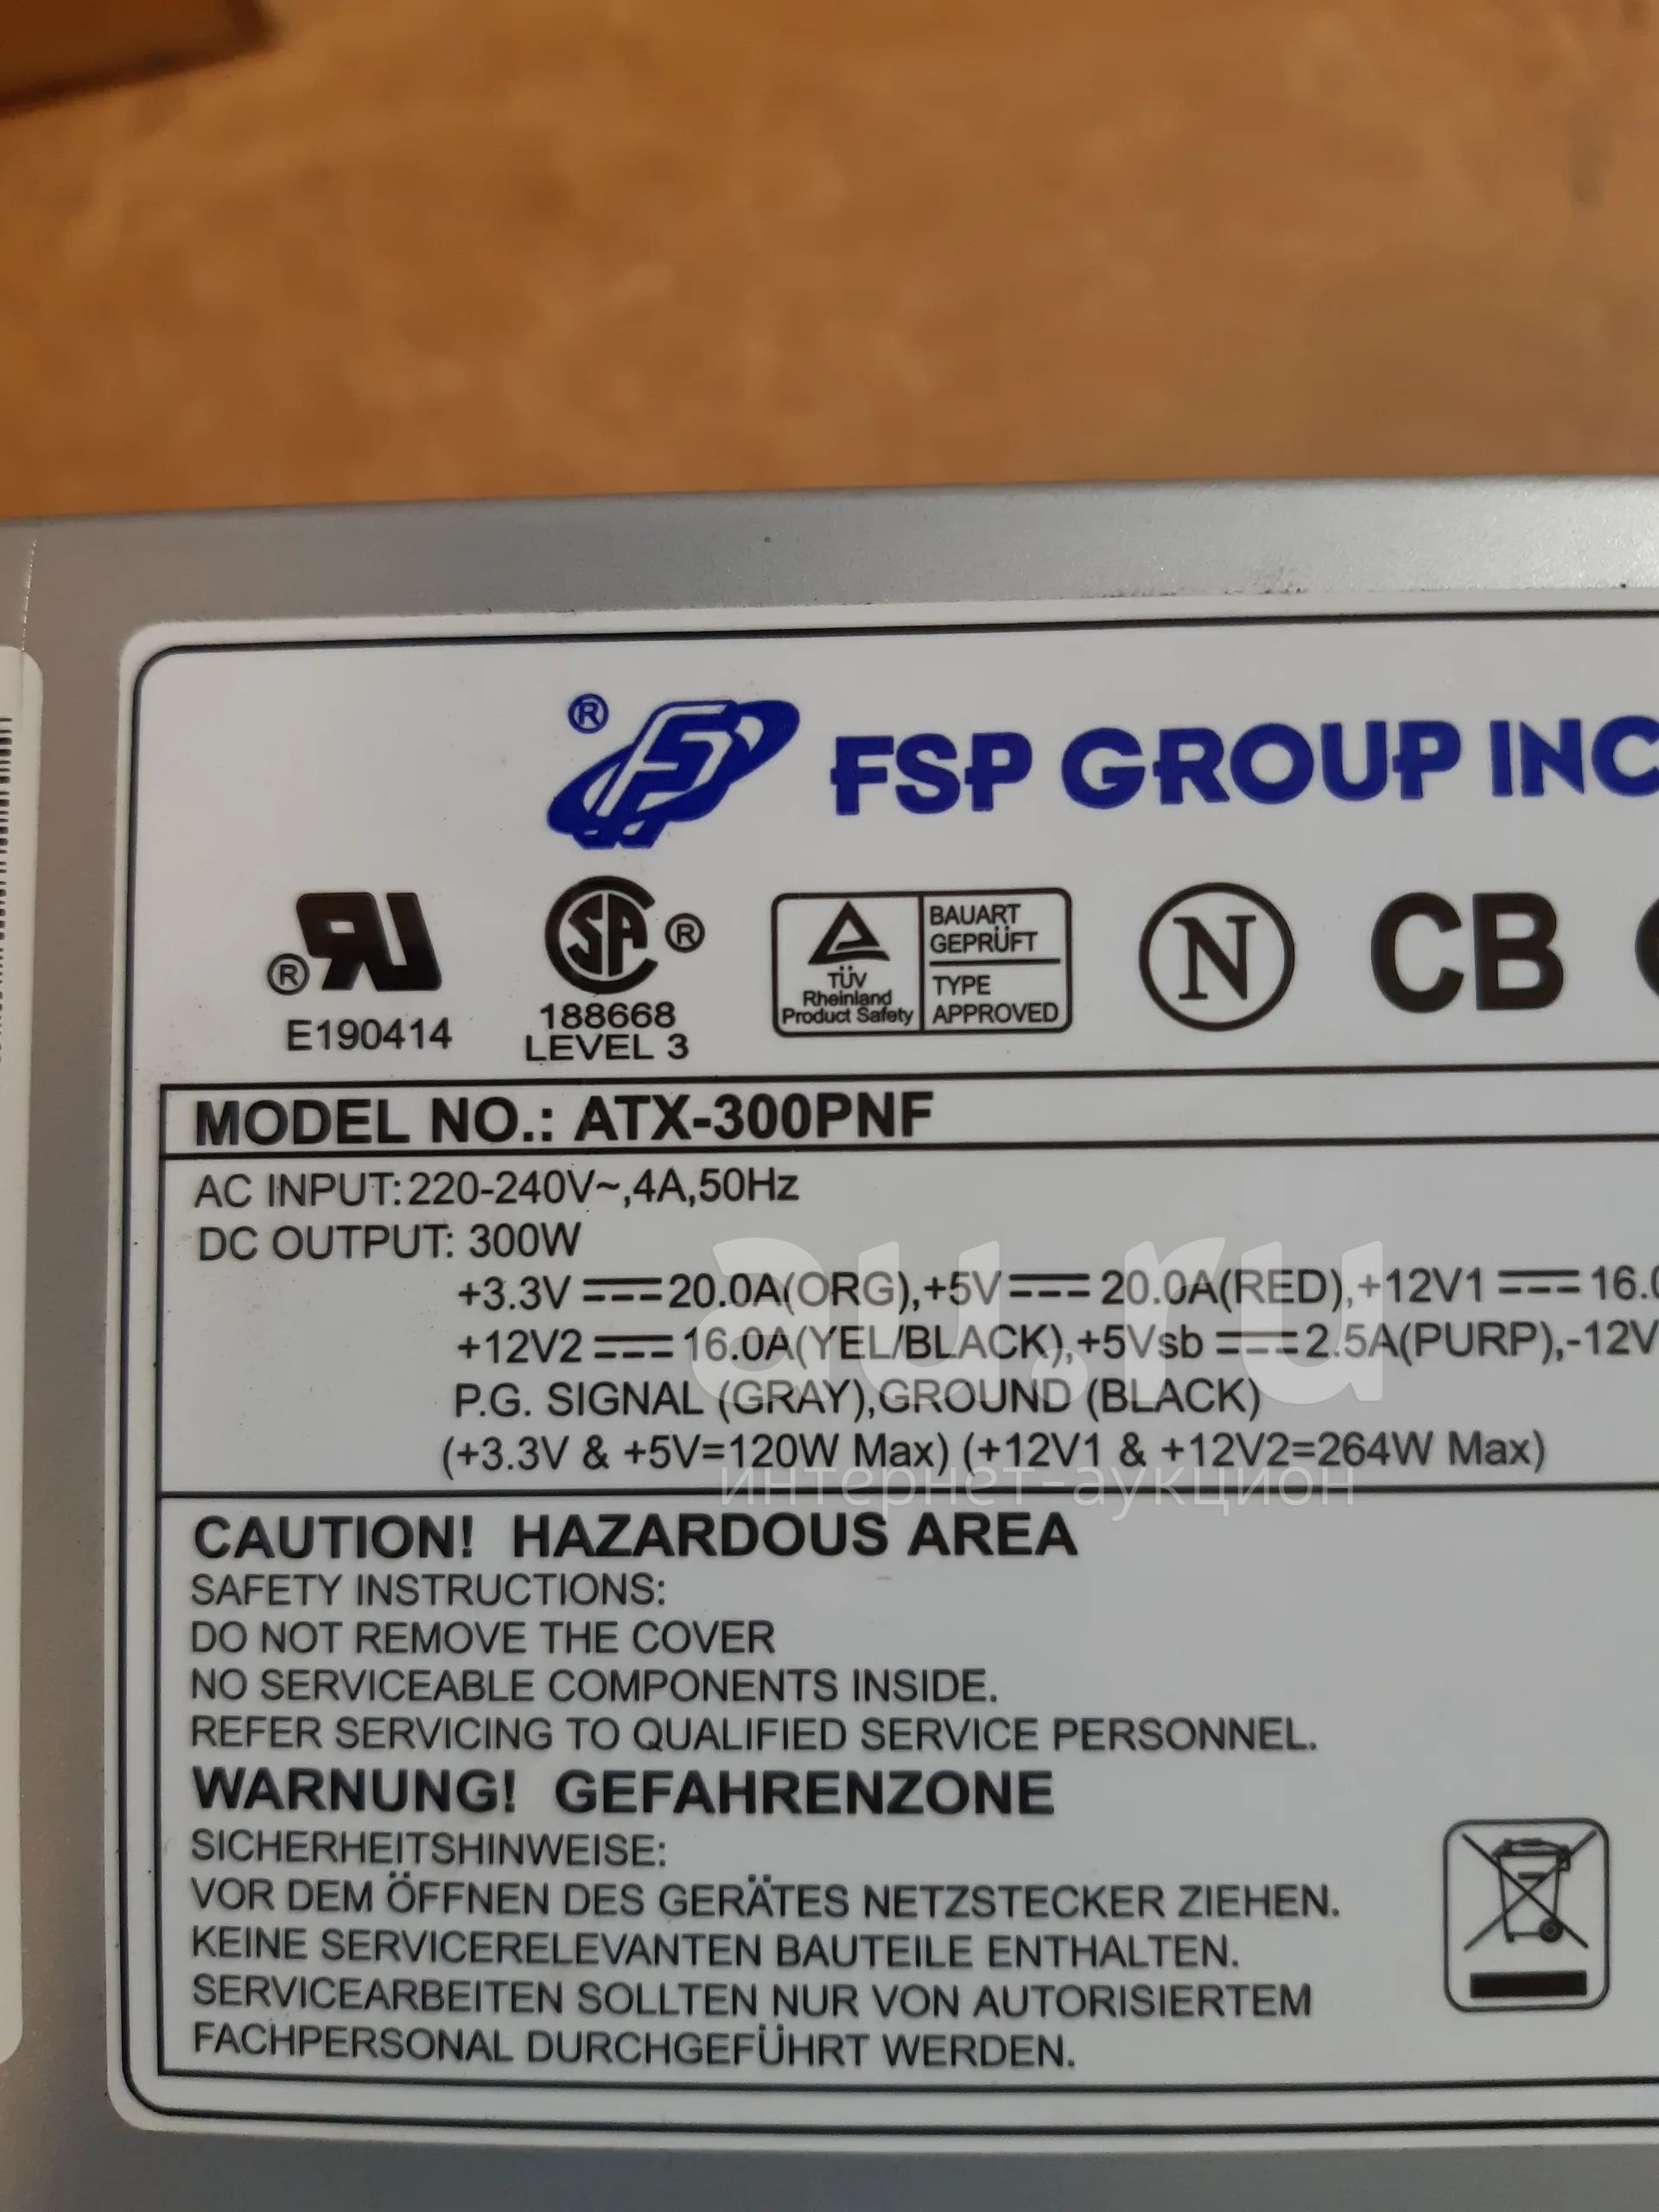 ® FSP FSP GROUP INC
® RU
E190414
SA ®
188668
LEVEL 3
TÜV
Rheinland
Product Safety
BAUART
GEPRÜFT
TYPE
APPROVED
N
CB
MODEL NO.: ATX-300PNF
AC INPUT:220-240V~,4A,50Hz
DC OUTPUT: 300W
+3.3V ⎓ 20.0A(ORG),+5V ⎓ 20.0A(RED),+12V1 ⎓ 16.0
+12V2 ⎓ 16.0A(YEL/BLACK),+5Vsb ⎓ 2.5A(PURP),-12V
P.G. SIGNAL (GRAY),GROUND (BLACK)
(+3.3V & +5V=120W Max) (+12V1 & +12V2=264W Max)
au.ru
интернет-аукцион
CAUTION! HAZARDOUS AREA
SAFETY INSTRUCTIONS:
DO NOT REMOVE THE COVER
NO SERVICEABLE COMPONENTS INSIDE.
REFER SERVICING TO QUALIFIED SERVICE PERSONNEL.
WARNUNG! GEFAHRENZONE
SICHERHEITSHINWEISE:
VOR DEM ÖFFNEN DES GERÄTES NETZSTECKER ZIEHEN.
KEINE SERVICERELEVANTEN BAUTEILE ENTHALTEN.
SERVICEARBEITEN SOLLTEN NUR VON AUTORISIERTEM
FACHPERSONAL DURCHGEFÜHRT WERDEN.